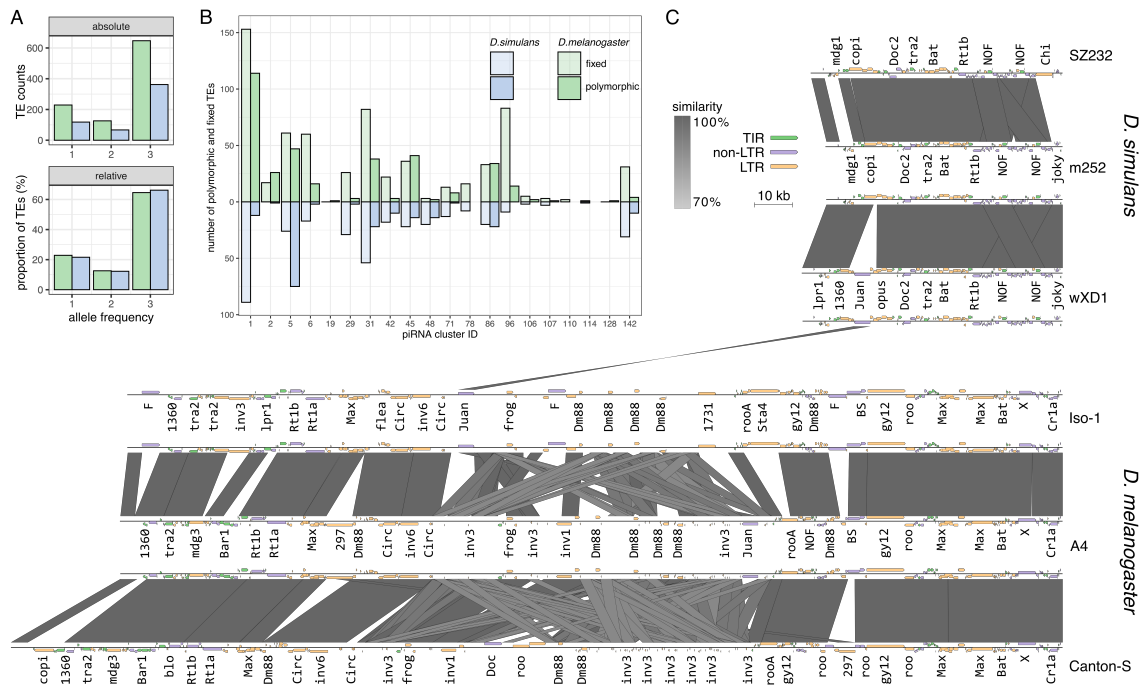 A
absolute
TE counts
600
400
200
0
1 2 3
relative
proportion of TEs (%)
60
40
20
0
1 2 3
allele frequency
B
D.simulans D.melanogaster
fixed
polymorphic
number of polymorphic and fixed TEs
150
100
50
0
50
100
1 2 5 6 19 29 31 42 45 48 71 78 86 96 106 107 110 114 128 142
piRNA cluster ID
C
similarity
100%
70%
TIR
non-LTR
LTR
10 kb
mdg1 copi Doc2 tra2 Bat Rt1b NOF NOF Chi
SZ232
mdg1 copi Doc2 tra2 Bat Rt1b NOF NOF joky
m252
lpr1 1360 Juan opus Doc2 tra2 Bat Rt1b NOF NOF joky
wXD1
D. simulans
F 1360 tra2 tra2 inv3 lpr1 Rt1b Rt1a Max flea Circ inv6 Circ Juan frog F Dm88 Dm88 Dm88 Dm88 1731 rooA Sta4 gy12 Dm88 F BS gy12 roo Max Max Bat X Cr1a
Iso-1
1360 tra2 mdg3 Bar1 Rt1b Rt1a Max 297 Dm88 Circ inv6 Circ inv3 frog inv3 inv1 Dm88 Dm88 Dm88 Dm88 inv3 Juan rooA NOF Dm88 BS gy12 roo Max Max Bat X Cr1a
A4
copi 1360 tra2 mdg3 Bar1 blo Rt1b Rt1a Max Dm88 Circ inv6 Circ inv3 frog inv1 Doc roo Dm88 Dm88 inv3 inv3 inv3 inv3 inv3 inv3 rooA gy12 roo 297 roo roo Max Max Bat X Cr1a
Canton-S
D. melanogaster